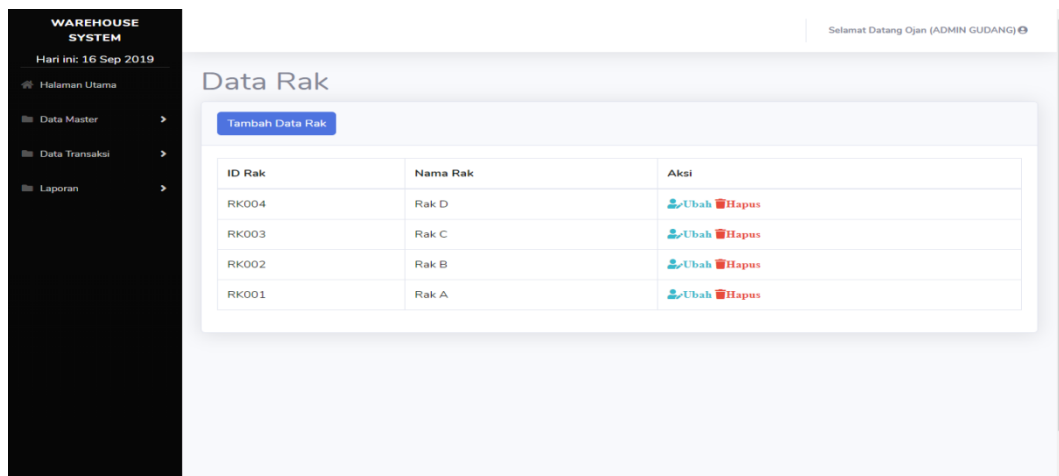 WAREHOUSE
SYSTEM
Hari ini: 16 Sep 2019
Halaman Utama
Data Master
Data Transaksi
Laporan
Selamat Datang Ojan (ADMIN GUDANG)
Data Rak
Tambah Data Rak
ID Rak Nama Rak Aksi
RK004 Rak D Ubah Hapus
RK003 Rak C Ubah Hapus
RK002 Rak B Ubah Hapus
RK001 Rak A Ubah Hapus